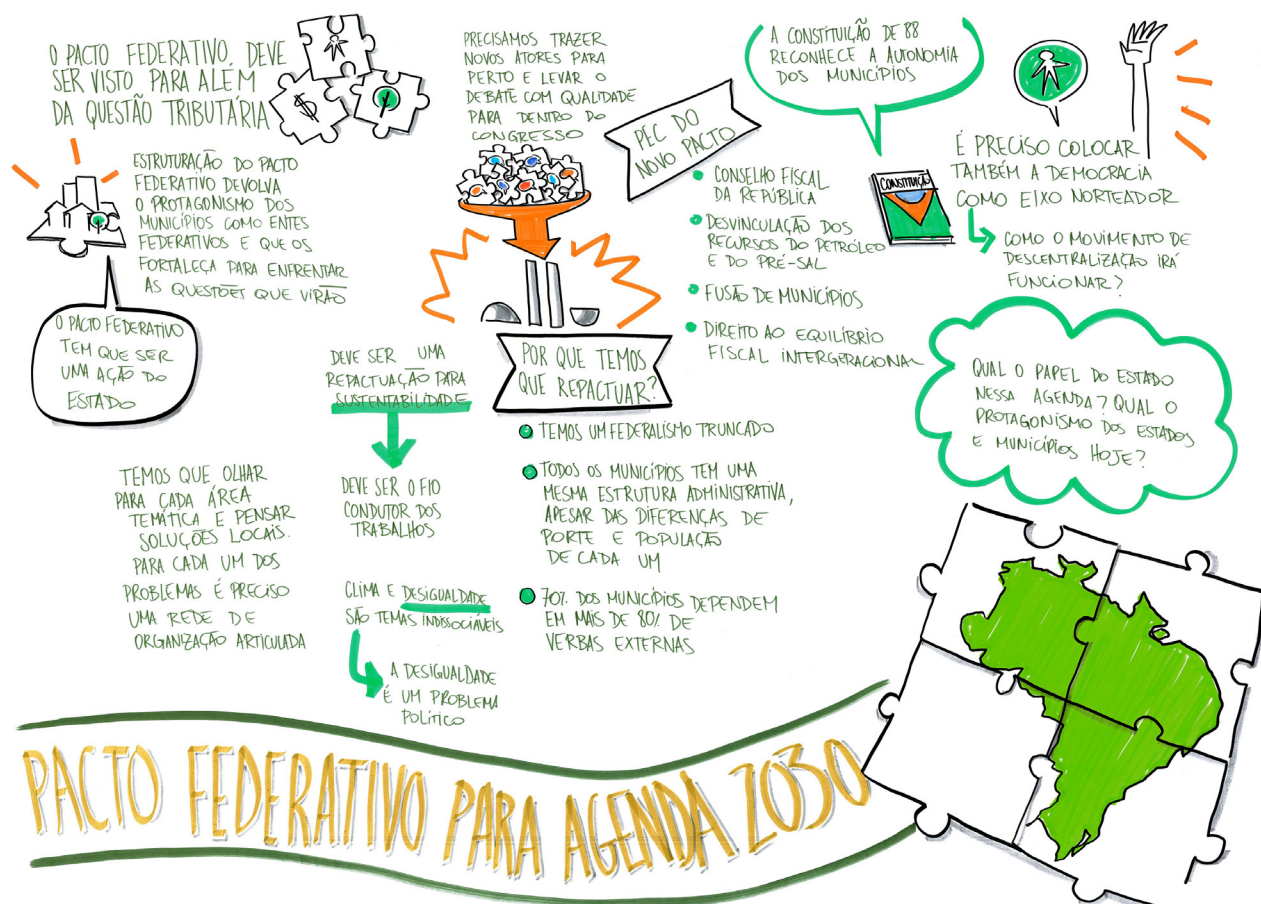 O PACTO FEDERATIVO, DEVE
SER VISTO PARA ALÉM
DA QUESTÃO TRIBUTÁRIA
$
ESTRUTURAÇÃO DO PACTO
FEDERATIVO DEVOLVA
O PROTAGONISMO DOS
MUNICÍPIOS COMO ENTES
FEDERATIVOS E QUE OS
FORTALEÇA PARA ENFRENTAR
AS QUESTÕES QUE VIRÃO
O PACTO FEDERATIVO
TEM QUE SER
UMA AÇÃO DO
ESTADO
PRECISAMOS TRAZER
NOVOS ATORES PARA
PERTO E LEVAR O
DEBATE COM QUALIDADE
PARA DENTRO DO
CONGRESSO
PEC DO
NOVO PACTO
CONSELHO FISCAL
DA REPÚBLICA
DESVINCULAÇÃO DOS
RECURSOS DO PETRÓLEO
E DO PRÉ-SAL
FUSÃO DE MUNICÍPIOS
DIREITO AO EQUILÍBRIO
FISCAL INTERGERACIONAL
A CONSTITUIÇÃO DE 88
RECONHECE A AUTONOMIA
DOS MUNICÍPIOS
CONSTITUIÇÃO
É PRECISO COLOCAR
TAMBÉM A DEMOCRACIA
COMO EIXO NORTEADOR
COMO O MOVIMENTO DE
DESCENTRALIZAÇÃO IRÁ
FUNCIONAR?
QUAL O PAPEL DO ESTADO
NESSA AGENDA? QUAL O
PROTAGONISMO DOS ESTADOS
E MUNICÍPIOS HOJE?
DEVE SER UMA
REPACTUAÇÃO PARA
SUSTENTABILIDADE
DEVE SER O FIO
CONDUTOR DOS
TRABALHOS
CLIMA E DESIGUALDADE
SÃO TEMAS INDISSOCIÁVEIS
A DESIGUALDADE
É UM PROBLEMA
POLÍTICO
POR QUE TEMOS
QUE REPACTUAR?
TEMOS UM FEDERALISMO TRUNCADO
TODOS OS MUNICÍPIOS TEM UMA
MESMA ESTRUTURA ADMINISTRATIVA,
APESAR DAS DIFERENÇAS DE
PORTE E POPULAÇÃO
DE CADA UM
70% DOS MUNICÍPIOS DEPENDEM
EM MAIS DE 80% DE
VERBAS EXTERNAS
TEMOS QUE OLHAR
PARA CADA ÁREA
TEMÁTICA E PENSAR
SOLUÇÕES LOCAIS.
PARA CADA UM DOS
PROBLEMAS É PRECISO
UMA REDE DE
ORGANIZAÇÃO ARTICULADA
PACTO FEDERATIVO PARA AGENDA 2030